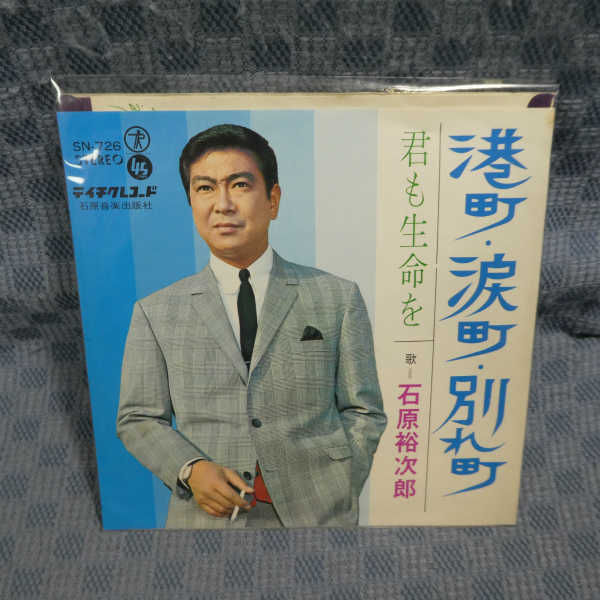 SN-726
STEREO
45
テイチクレコード
石原音楽出版社
港町・涙町・別れ町
君も生命を
歌=石原裕次郎